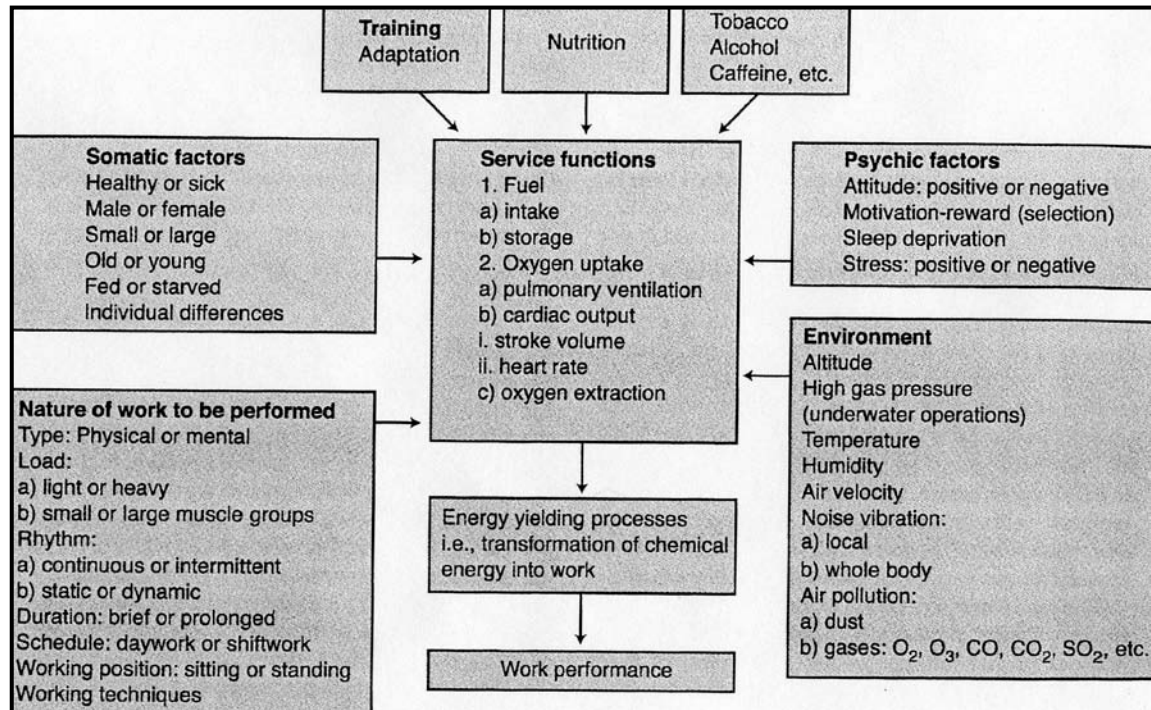 Training
Adaptation
Nutrition
Tobacco
Alcohol
Caffeine, etc.
Somatic factors
Healthy or sick
Male or female
Small or large
Old or young
Fed or starved
Individual differences
Service functions
1. Fuel
a) intake
b) storage
2. Oxygen uptake
a) pulmonary ventilation
b) cardiac output
i. stroke volume
ii. heart rate
c) oxygen extraction
Psychic factors
Attitude: positive or negative
Motivation-reward (selection)
Sleep deprivation
Stress: positive or negative
Nature of work to be performed
Type: Physical or mental
Load:
a) light or heavy
b) small or large muscle groups
Rhythm:
a) continuous or intermittent
b) static or dynamic
Duration: brief or prolonged
Schedule: daywork or shiftwork
Working position: sitting or standing
Working techniques
Environment
Altitude
High gas pressure
(underwater operations)
Temperature
Humidity
Air velocity
Noise vibration:
a) local
b) whole body
Air pollution:
a) dust
b) gases: O₂, O₃, CO, CO₂, SO₂, etc.
Energy yielding processes
i.e., transformation of chemical
energy into work
Work performance